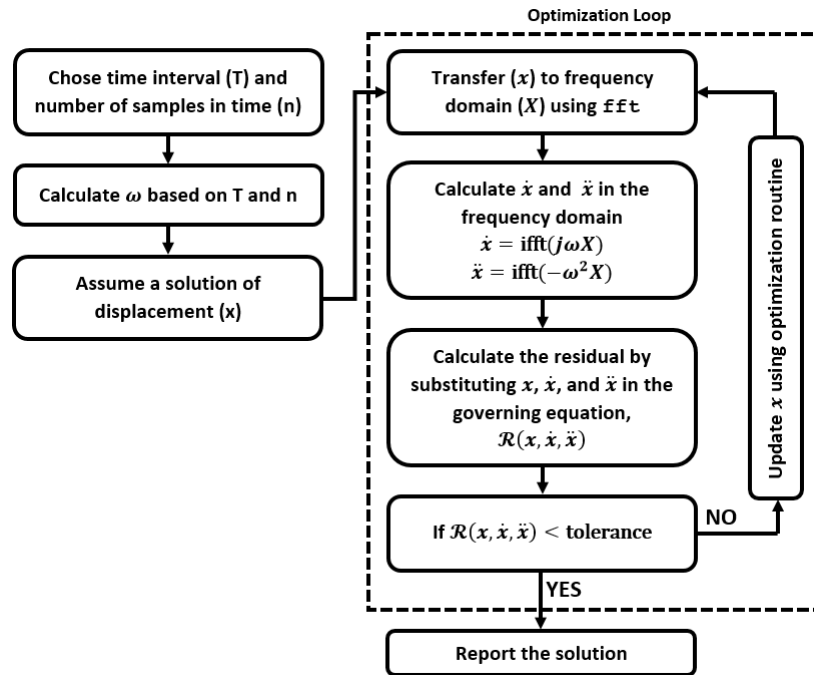 Optimization Loop
Chose time interval (T) and
number of samples in time (n)
Calculate ω based on T and n
Assume a solution of
displacement (x)
Transfer (x) to frequency
domain (X) using fft
Calculate ẋ and ẍ in the
frequency domain
ẋ = ifft(jωX)
ẍ = ifft(−ω²X)
Calculate the residual by
substituting x, ẋ, and ẍ in the
governing equation,
ℛ(x, ẋ, ẍ)
If ℛ(x, ẋ, ẍ) < tolerance
NO
Update x using optimization routine
YES
Report the solution